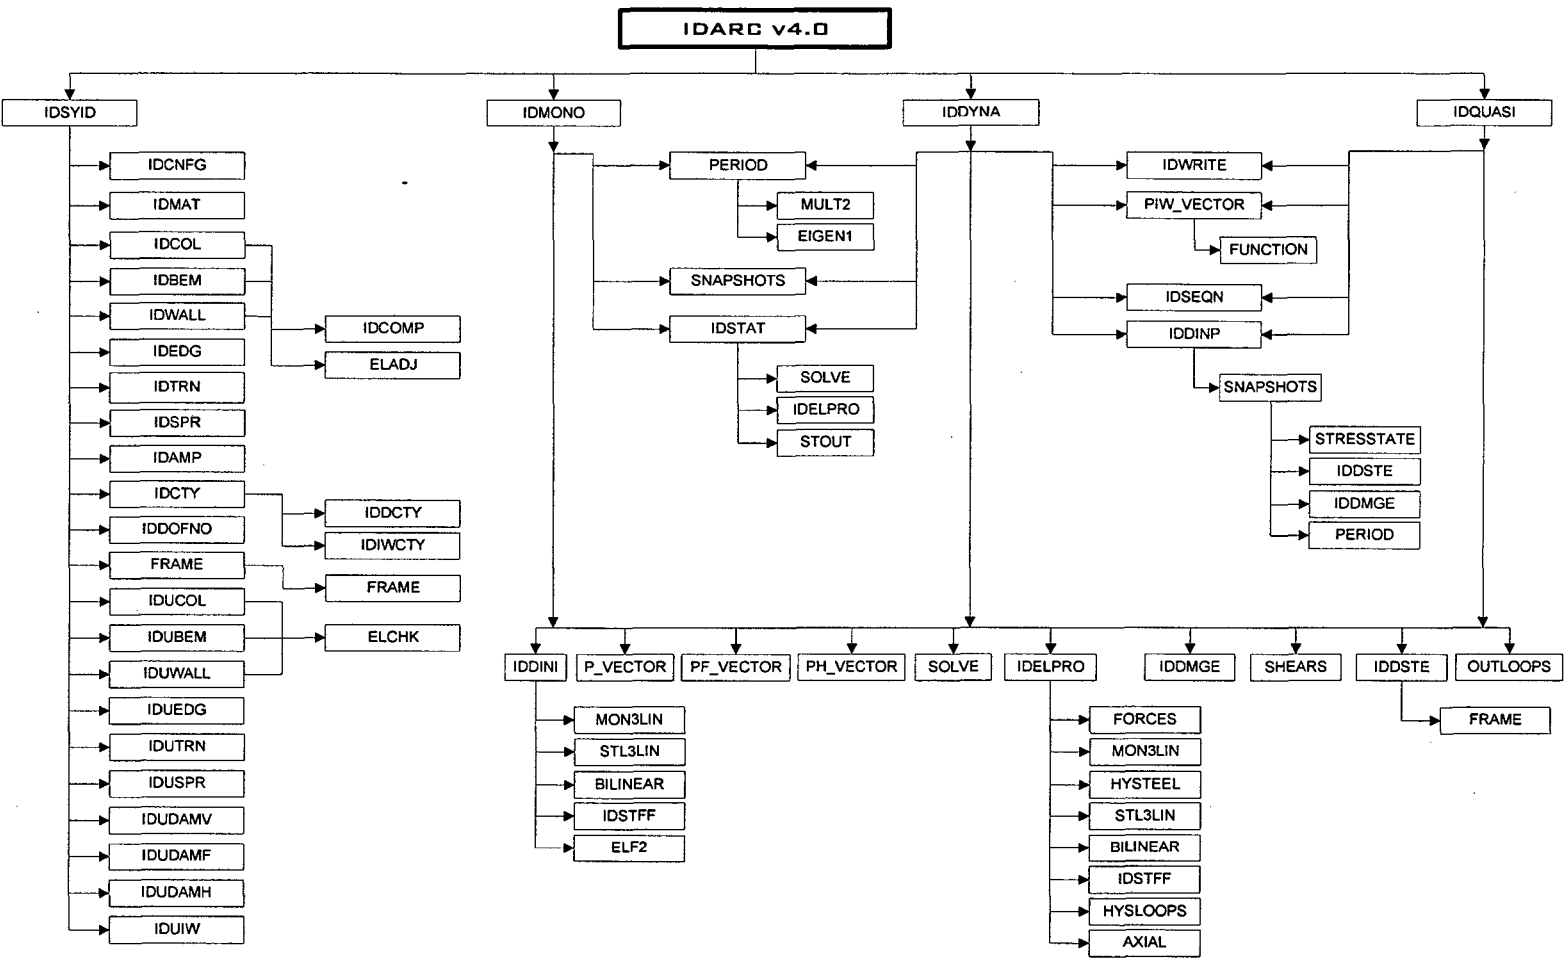 IDARC v4.0
IDSYID
IDMONO
IDDYNA
IDQUASI
IDCNFG
IDMAT
IDCOL
IDBEM
IDWALL
IDEDG
IDTRN
IDSPR
IDAMP
IDCTY
IDDOFNO
FRAME
IDUCOL
IDUBEM
IDUWALL
IDUEDG
IDUTRN
IDUSPR
IDUDAMV
IDUDAMF
IDUDAMH
IDUIW
IDCOMP
ELADJ
IDDCTY
IDIWCTY
FRAME
ELCHK
PERIOD
MULT2
EIGEN1
SNAPSHOTS
IDSTAT
SOLVE
IDELPRO
STOUT
IDWRITE
PIW_VECTOR
FUNCTION
IDSEQN
IDDINP
SNAPSHOTS
STRESSTATE
IDDSTE
IDDMGE
PERIOD
IDDINI
P_VECTOR
PF_VECTOR
PH_VECTOR
SOLVE
IDELPRO
IDDMGE
SHEARS
IDDSTE
OUTLOOPS
MON3LIN
STL3LIN
BILINEAR
IDSTFF
ELF2
FORCES
MON3LIN
HYSTEEL
STL3LIN
BILINEAR
IDSTFF
HYSLOOPS
AXIAL
FRAME